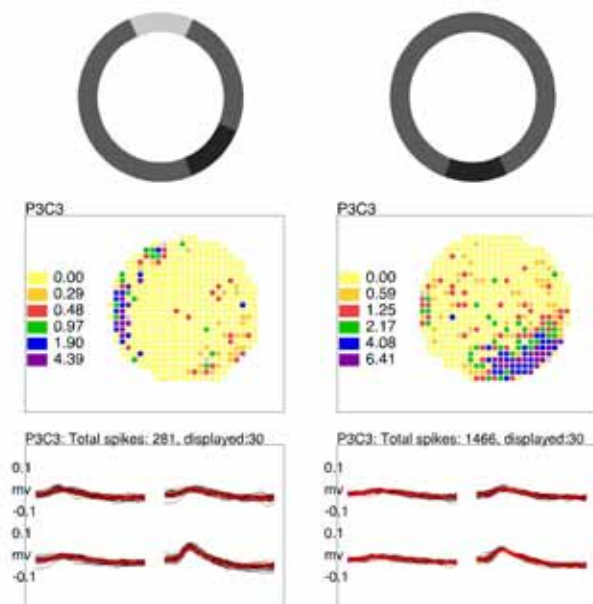 P3C3
0.00
0.29
0.48
0.97
1.90
4.39
P3C3
0.00
0.59
1.25
2.17
4.08
6.41
P3C3: Total spikes: 281, displayed:30
0.1
mv
-0.1
0.1
mv
-0.1
P3C3: Total spikes: 1466, displayed:30
0.1
mv
-0.1
0.1
mv
-0.1